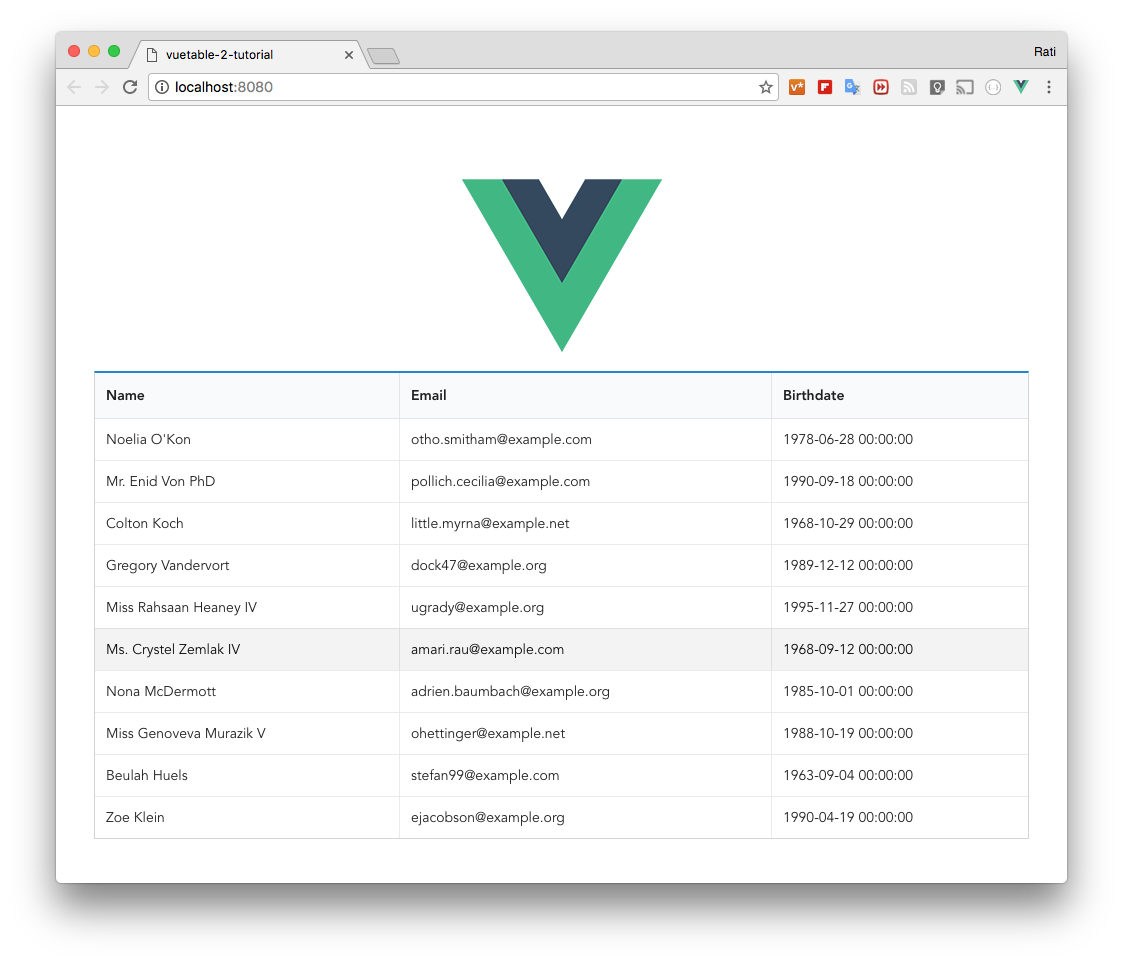 vuetable-2-tutorial
Rati
localhost:8080
Name Email Birthdate
Noelia O'Kon otho.smitham@example.com 1978-06-28 00:00:00
Mr. Enid Von PhD pollich.cecilia@example.com 1990-09-18 00:00:00
Colton Koch little.myrna@example.net 1968-10-29 00:00:00
Gregory Vandervort dock47@example.org 1989-12-12 00:00:00
Miss Rahsaan Heaney IV ugrady@example.org 1995-11-27 00:00:00
Ms. Crystel Zemlak IV amari.rau@example.com 1968-09-12 00:00:00
Nona McDermott adrien.baumbach@example.org 1985-10-01 00:00:00
Miss Genoveva Murazik V ohettinger@example.net 1988-10-19 00:00:00
Beulah Huels stefan99@example.com 1963-09-04 00:00:00
Zoe Klein ejacobson@example.org 1990-04-19 00:00:00